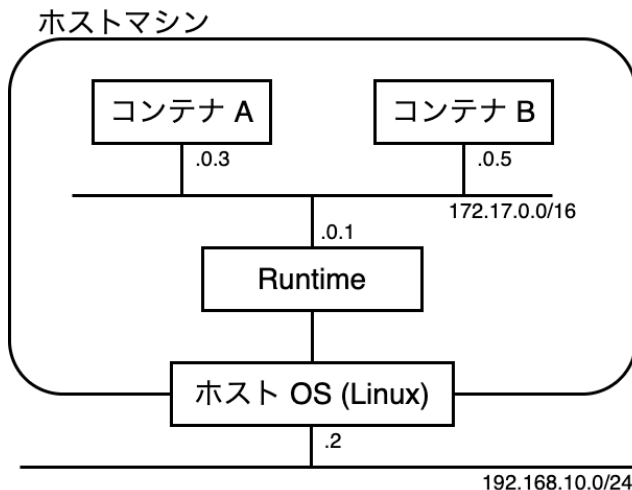 ホストマシン
コンテナ A
コンテナ B
.0.3
.0.5
172.17.0.0/16
.0.1
Runtime
ホスト OS (Linux)
.2
192.168.10.0/24